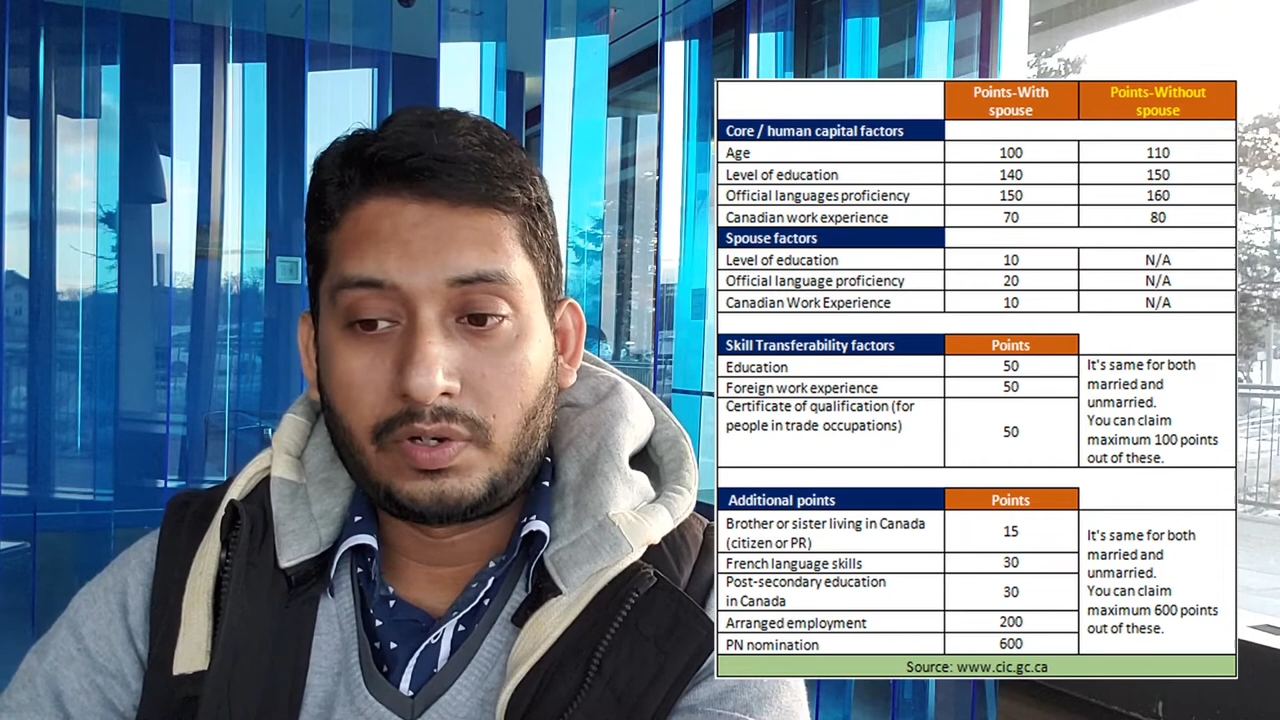 Points-With spouse Points-Without spouse
Core / human capital factors
Age 100 110
Level of education 140 150
Official languages proficiency 150 160
Canadian work experience 70 80
Spouse factors
Level of education 10 N/A
Official language proficiency 20 N/A
Canadian Work Experience 10 N/A
Skill Transferability factors Points
Education 50
Foreign work experience 50
Certificate of qualification (for
people in trade occupations) 50
It's same for both
married and
unmarried.
You can claim
maximum 100 points
out of these.
Additional points Points
Brother or sister living in Canada
(citizen or PR) 15
French language skills 30
Post-secondary education
in Canada 30
Arranged employment 200
PN nomination 600
It's same for both
married and
unmarried.
You can claim
maximum 600 points
out of these.
Source: www.cic.gc.ca